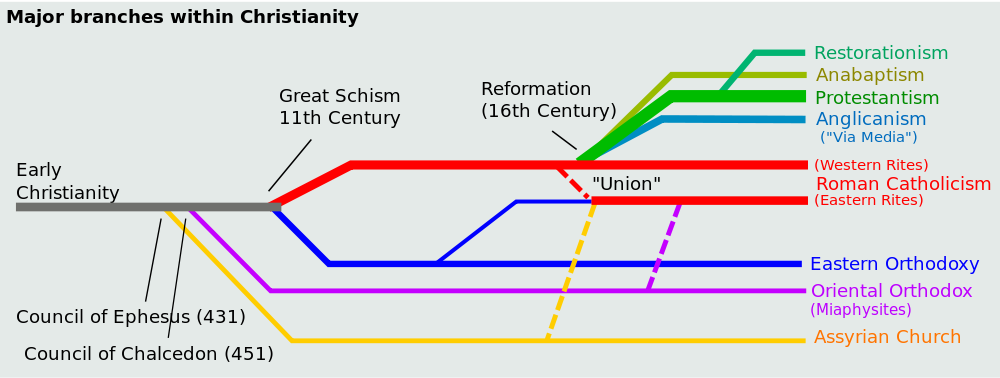 Major branches within Christianity
Restorationism
Anabaptism
Protestantism
Anglicanism
("Via Media")
Reformation
(16th Century)
Great Schism
11th Century
Early
Christianity
(Western Rites)
"Union"
Roman Catholicism
(Eastern Rites)
Eastern Orthodoxy
Oriental Orthodox
(Miaphysites)
Council of Ephesus (431)
Assyrian Church
Council of Chalcedon (451)